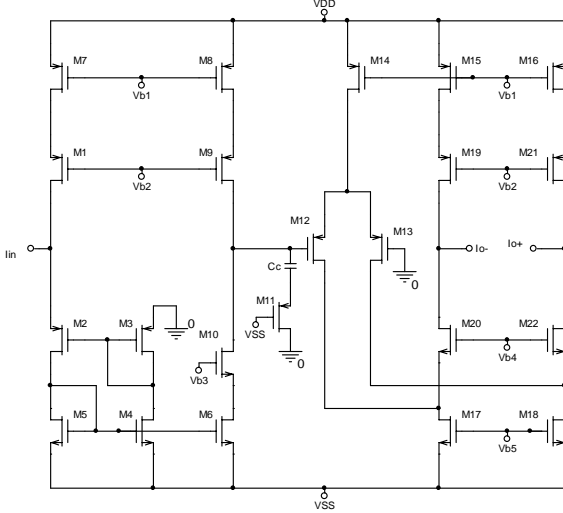 VDD
M7
M8
M14
M15
M16
Vb1
Vb1
M1
M9
M19
M21
Vb2
Vb2
M12
M13
Iin
Io-
Io+
Cc
0
M11
M2
M3
0
M10
VSS
M20
M22
0
Vb3
Vb4
M5
M4
M6
M17
M18
Vb5
VSS